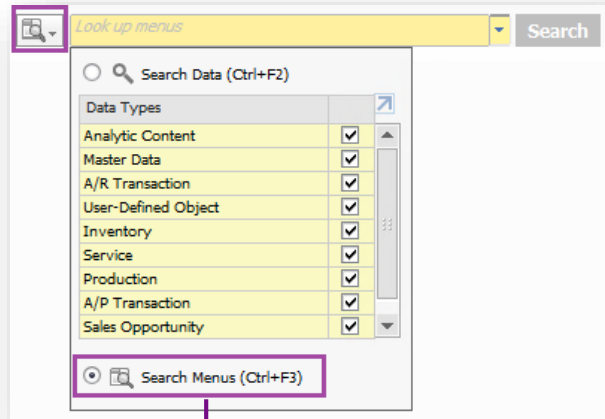 Look up menus
Search
Search Data (Ctrl+F2)
Data Types
Analytic Content
Master Data
A/R Transaction
User-Defined Object
Inventory
Service
Production
A/P Transaction
Sales Opportunity
Search Menus (Ctrl+F3)